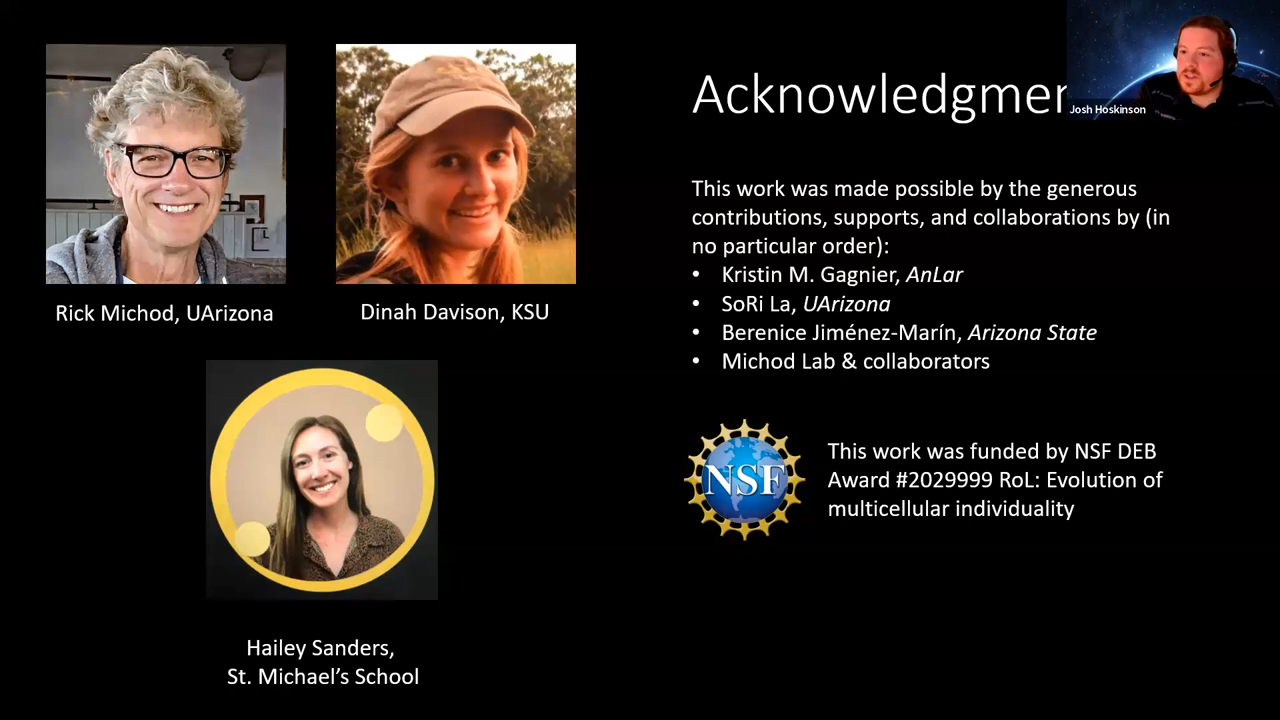 Rick Michod, UArizona
Dinah Davison, KSU
Hailey Sanders,
St. Michael's School
Josh Hoskinson
This work was made possible by the generous
contributions, supports, and collaborations by (in
no particular order):
• Kristin M. Gagnier, AnLar
• SoRi La, UArizona
• Berenice Jiménez-Marín, Arizona State
• Michod Lab & collaborators
NSF
This work was funded by NSF DEB
Award #2029999 RoL: Evolution of
multicellular individuality